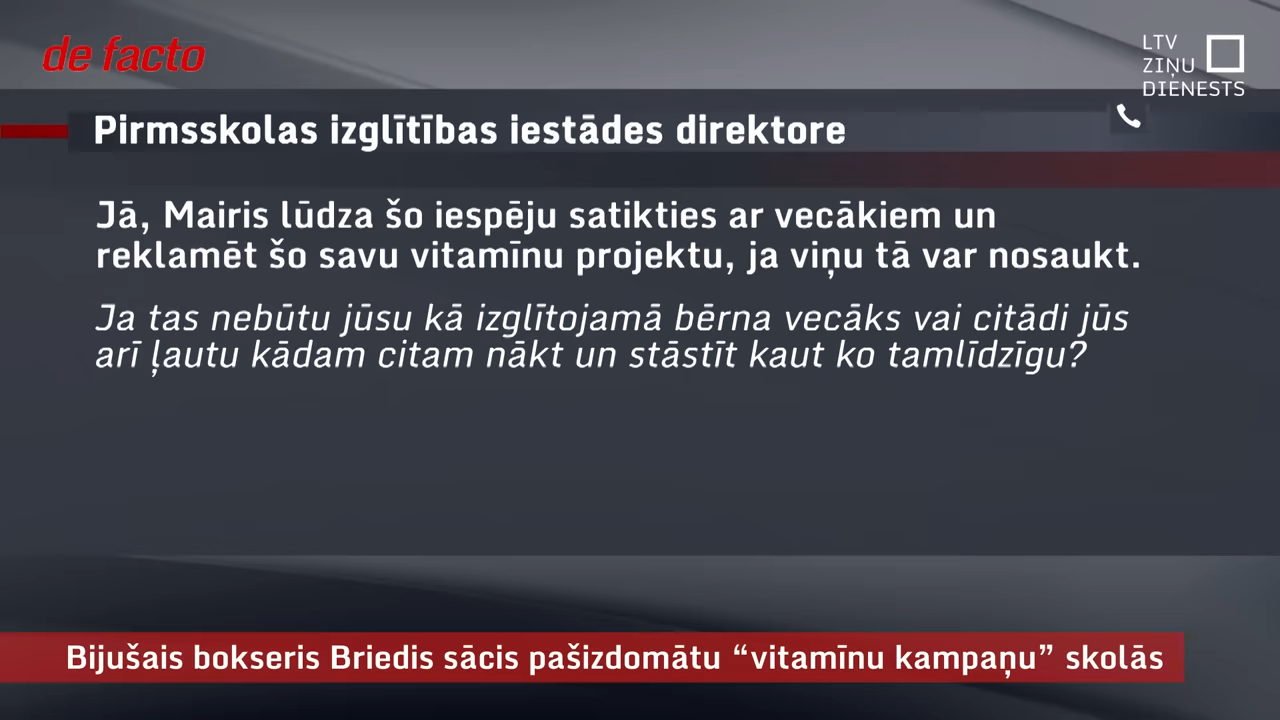 de facto
LTV
ZIŅU
DIENESTS
Pirmsskolas izglītības iestādes direktore
Jā, Mairis lūdza šo iespēju satikties ar vecākiem un
reklamēt šo savu vitamīnu projektu, ja viņu tā var nosaukt.
Ja tas nebūtu jūsu kā izglītojamā bērna vecāks vai citādi jūs
arī ļautu kādam citam nākt un stāstīt kaut ko tamlīdzīgu?
Bijušais bokseris Briedis sācis pašizdomātu “vitamīnu kampaņu” skolās